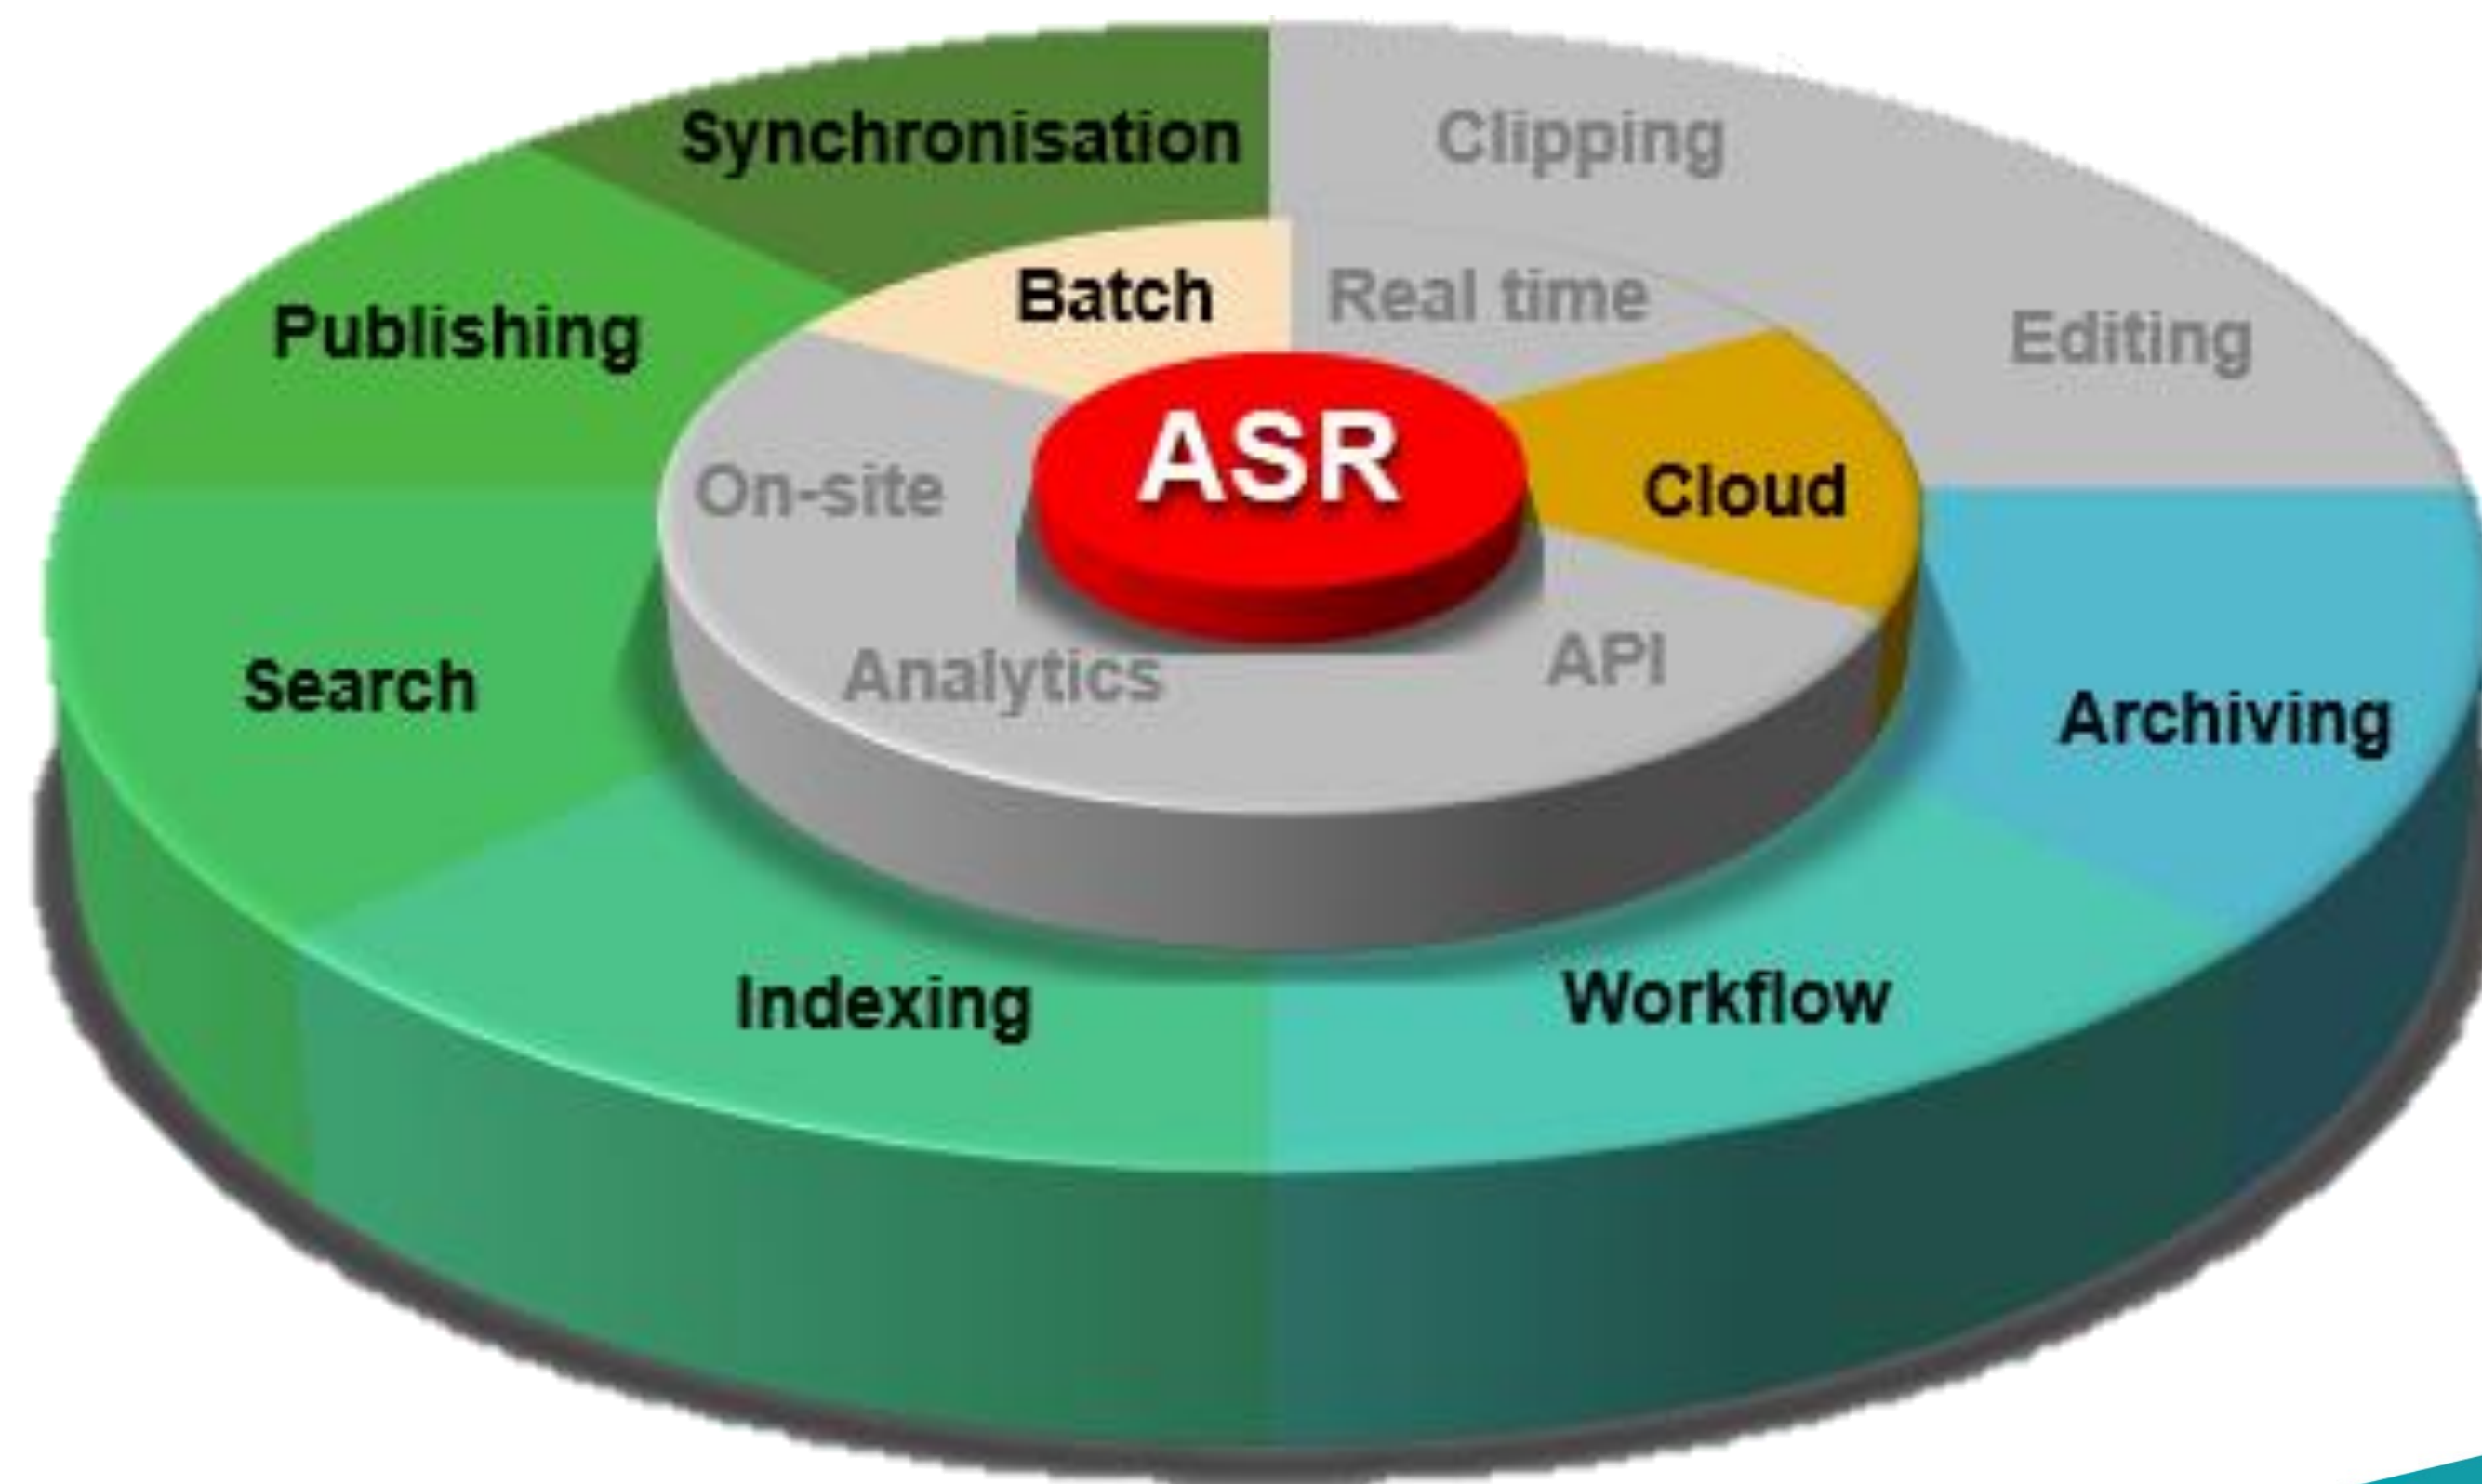 Synchronisation
Clipping
Batch
Real time
Publishing
Editing
ASR
On-site
Cloud
Search
Analytics
API
Archiving
Indexing
Workflow